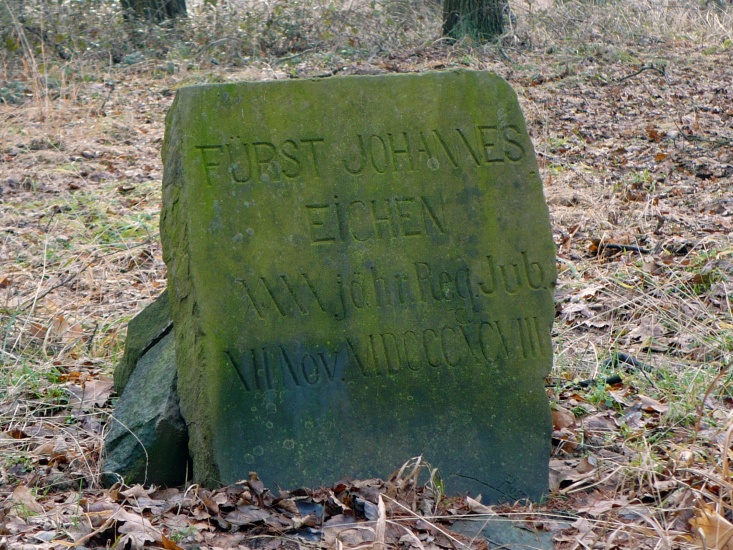 FÜRST JOHANNES
EICHEN
XXXX jähr. Reg. Jub.
XII Nov. MDCCCXCVIII